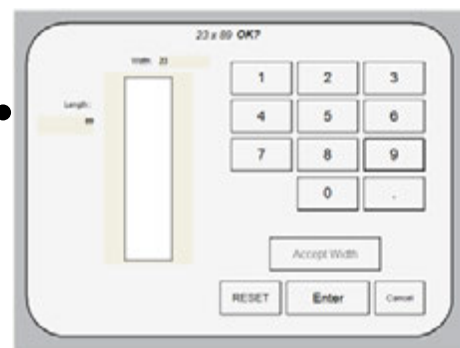 23 x 89 OK?
Width: 23
Length:
89
1 2 3
4 5 6
7 8 9
0 .
Accept Width
RESET Enter Cancel